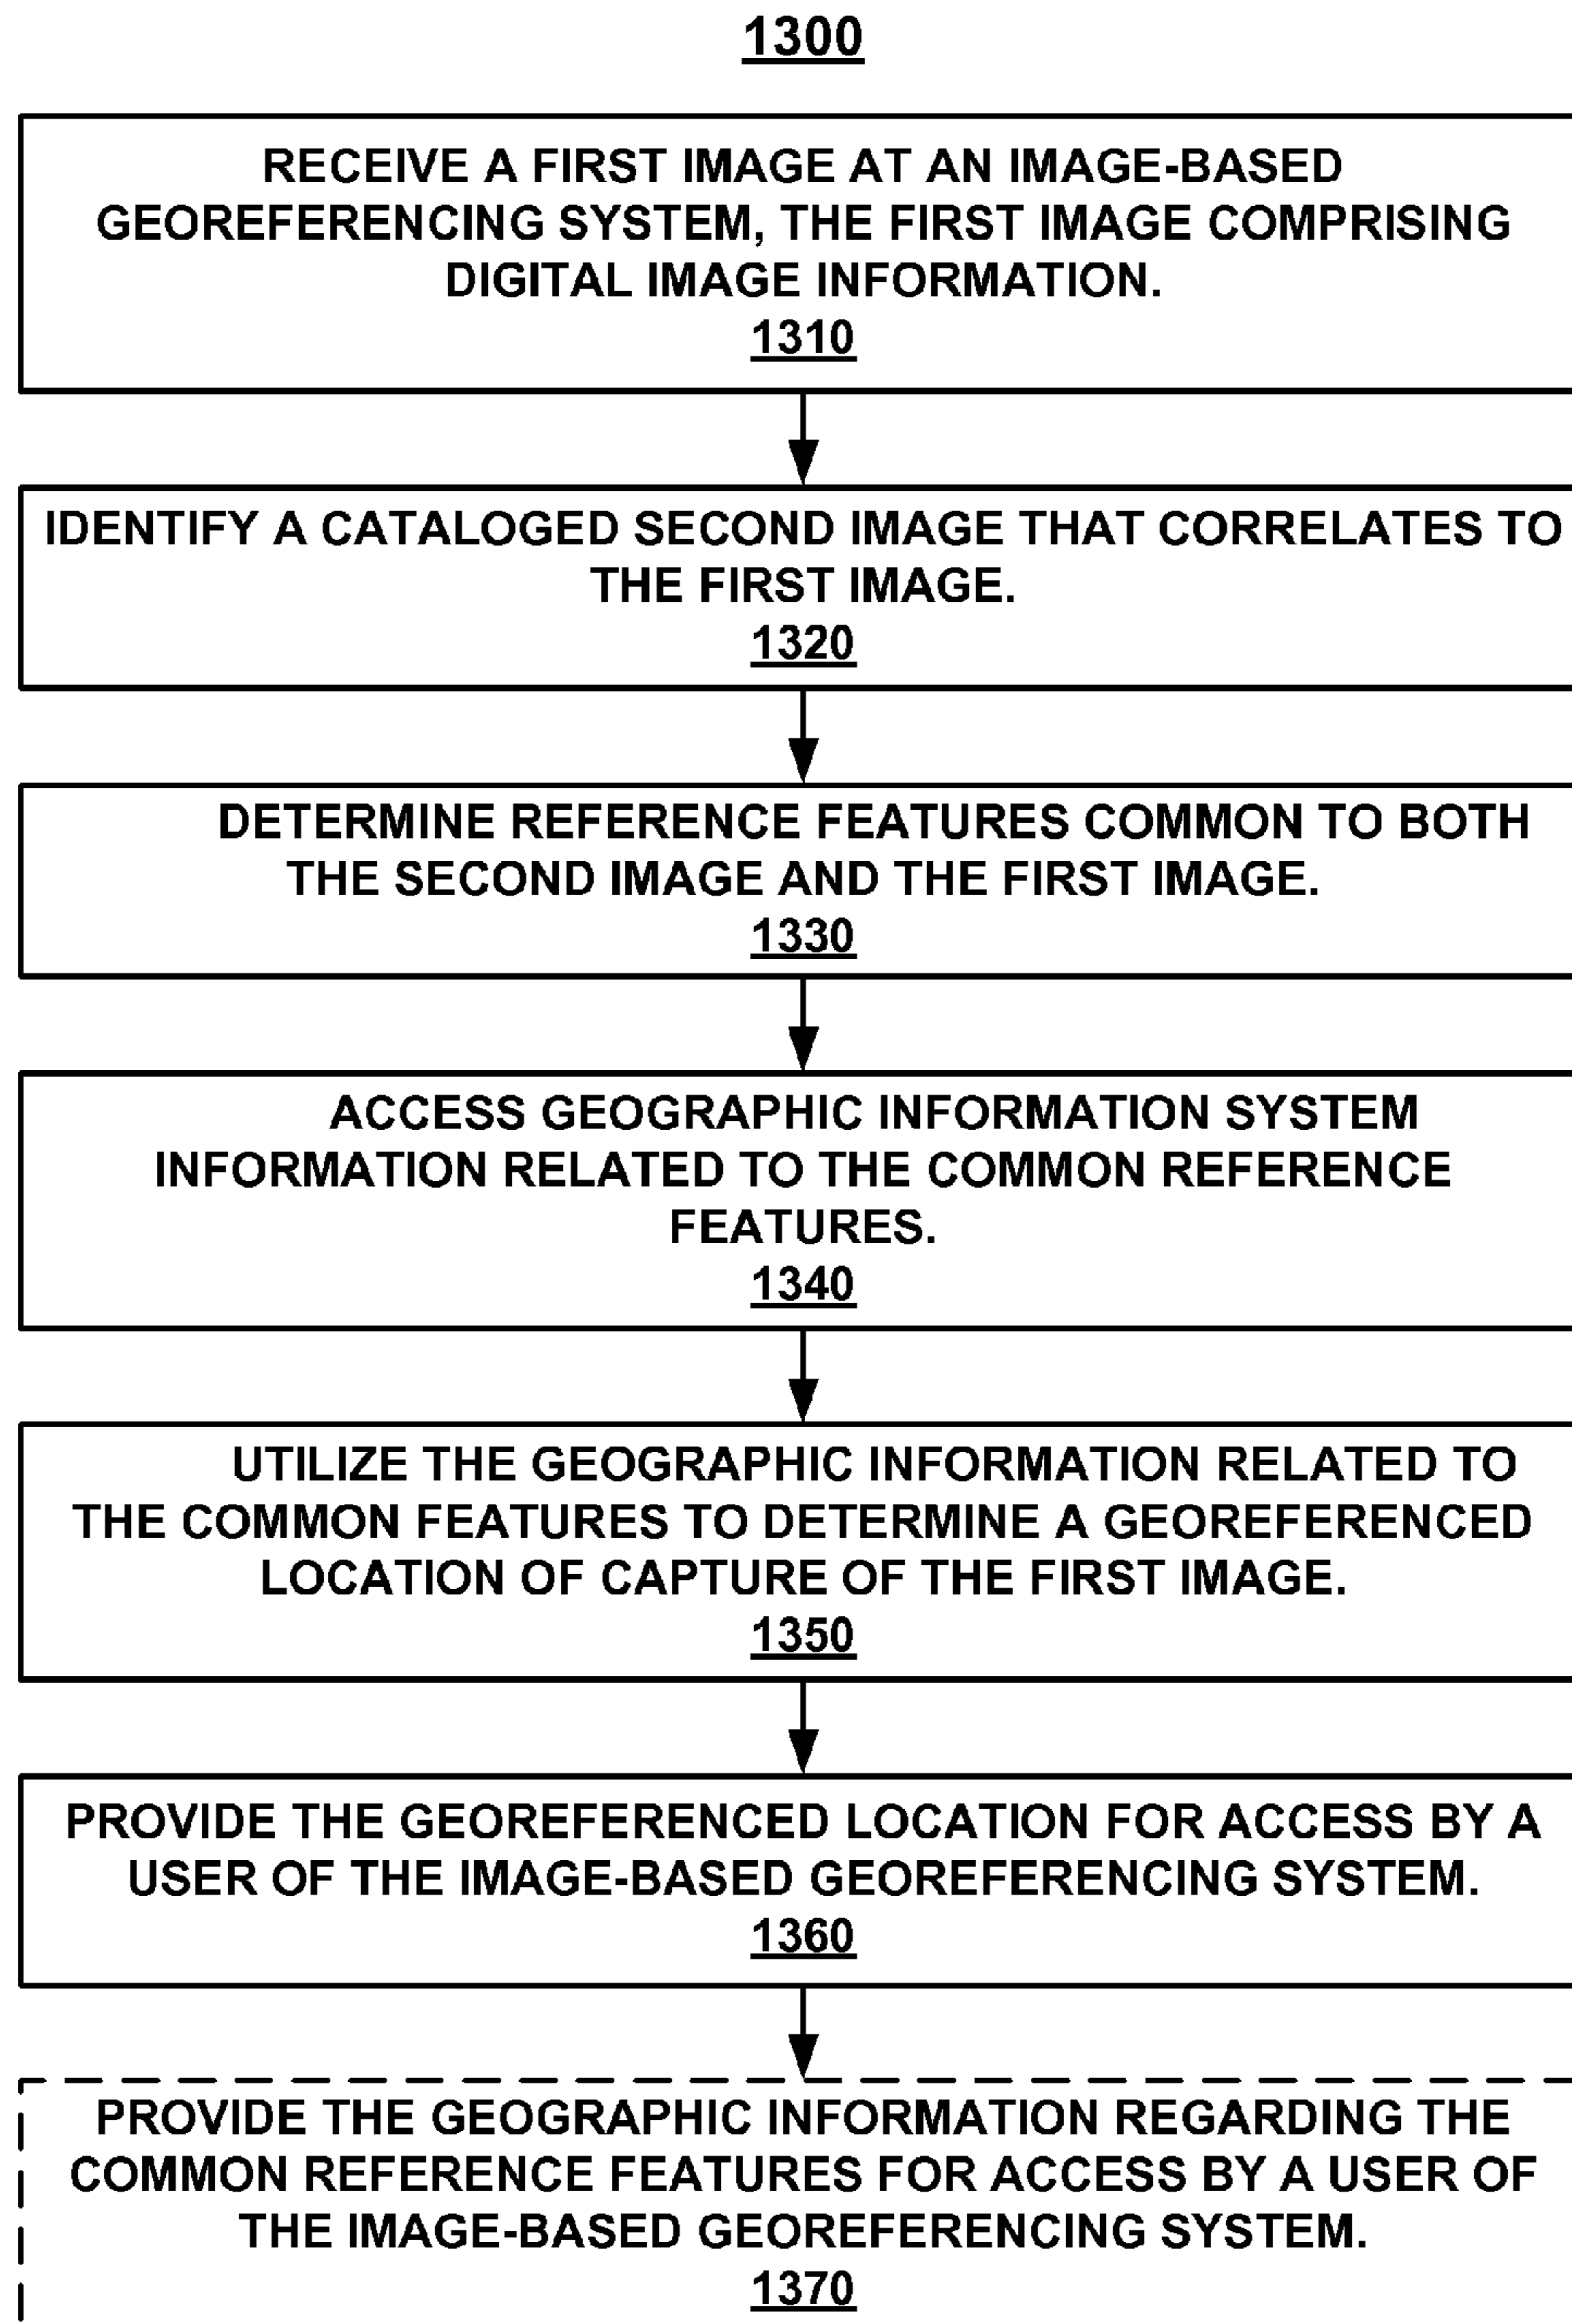 1300
RECEIVE A FIRST IMAGE AT AN IMAGE-BASED
GEOREFERENCING SYSTEM, THE FIRST IMAGE COMPRISING
DIGITAL IMAGE INFORMATION.
1310
IDENTIFY A CATALOGED SECOND IMAGE THAT CORRELATES TO
THE FIRST IMAGE.
1320
DETERMINE REFERENCE FEATURES COMMON TO BOTH
THE SECOND IMAGE AND THE FIRST IMAGE.
1330
ACCESS GEOGRAPHIC INFORMATION SYSTEM
INFORMATION RELATED TO THE COMMON REFERENCE
FEATURES.
1340
UTILIZE THE GEOGRAPHIC INFORMATION RELATED TO
THE COMMON FEATURES TO DETERMINE A GEOREFERENCED
LOCATION OF CAPTURE OF THE FIRST IMAGE.
1350
PROVIDE THE GEOREFERENCED LOCATION FOR ACCESS BY A
USER OF THE IMAGE-BASED GEOREFERENCING SYSTEM.
1360
PROVIDE THE GEOGRAPHIC INFORMATION REGARDING THE
COMMON REFERENCE FEATURES FOR ACCESS BY A USER OF
THE IMAGE-BASED GEOREFERENCING SYSTEM.
1370